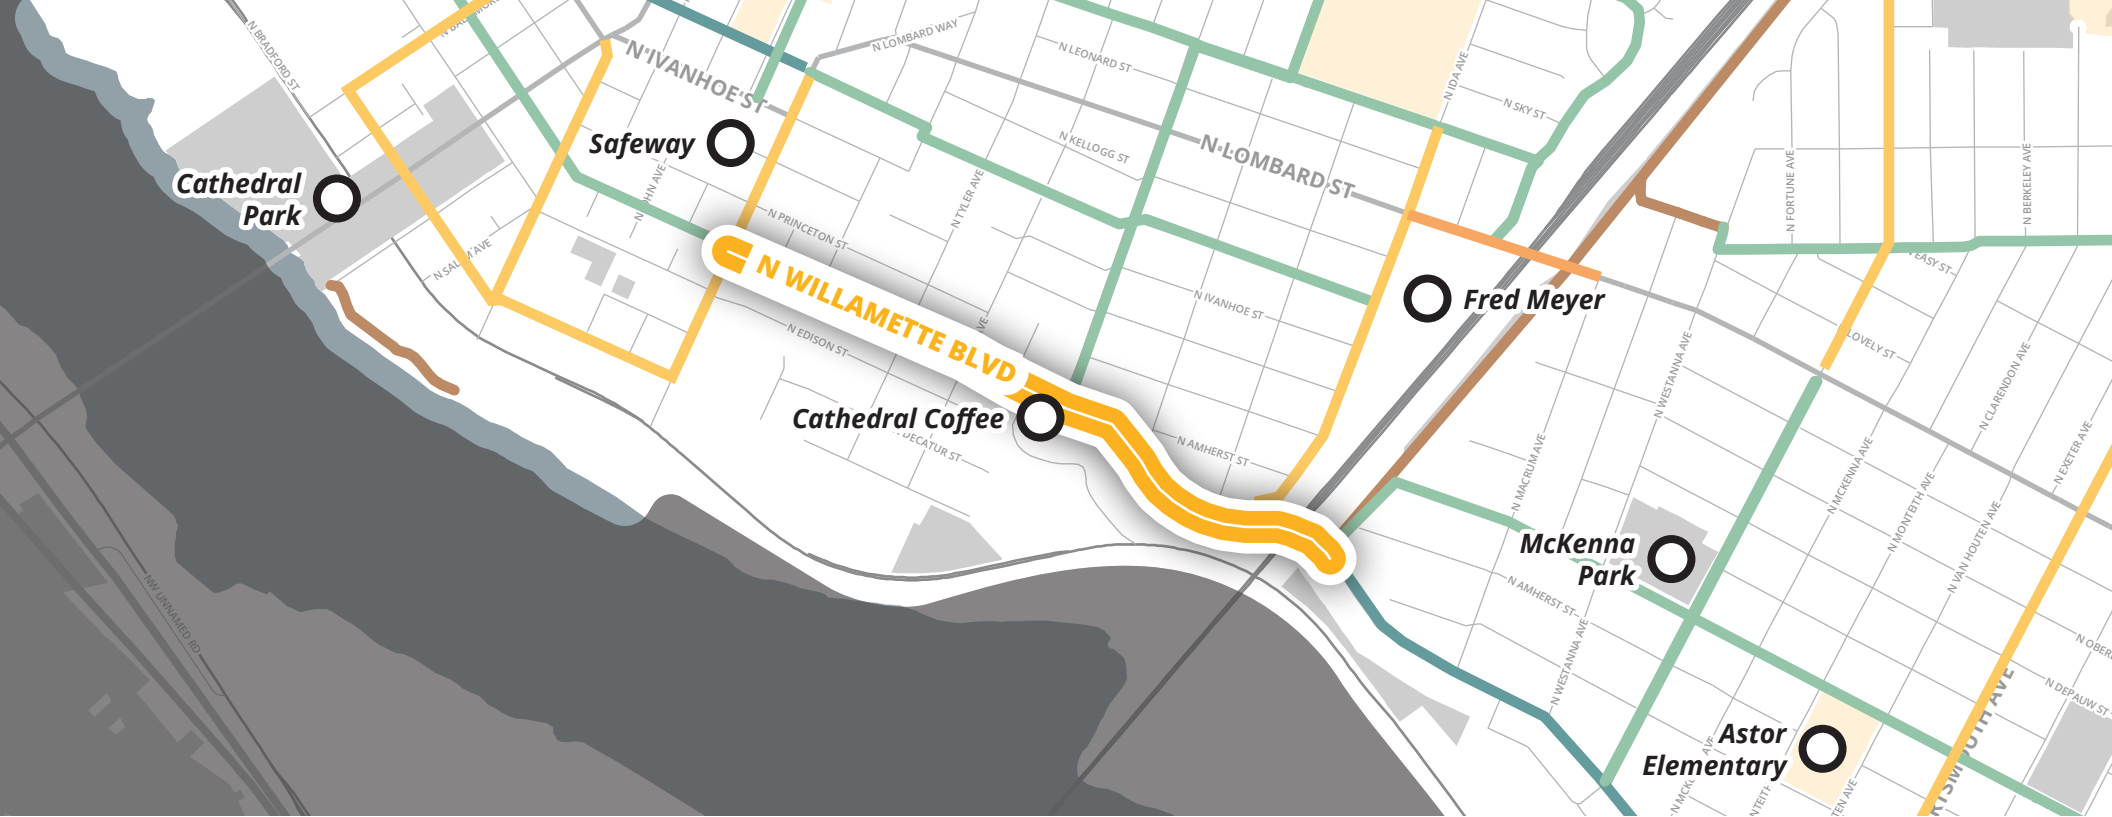 N BRADFORD ST
N LOMBARD WAY
N LEONARD ST
N IDA AVE
N SKY ST
N IVANHOE ST
Safeway
N KELLOGG ST
N LOMBARD ST
N FORTUNE AVE
N BERKELEY AVE
Cathedral
Park
N TYLER AVE
N PRINCETON ST
N SALEM AVE
EASY ST
N WILLAMETTE BLVD
N IVANHOE ST
Fred Meyer
N EDISON ST
AVE
LOVELY ST
N WESTANNA AVE
N CLARENDON AVE
Cathedral Coffee
DECATUR ST
N AMHERST ST
N MACRUM AVE
N MCKENNA AVE
N EXETER AVE
N MONTEITH AVE
N VAN HOUTEN AVE
McKenna
Park
N AMHERST ST
NW UNNAMED RD
N WESTANNA AVE
N DEPAUW ST
Astor
Elementary